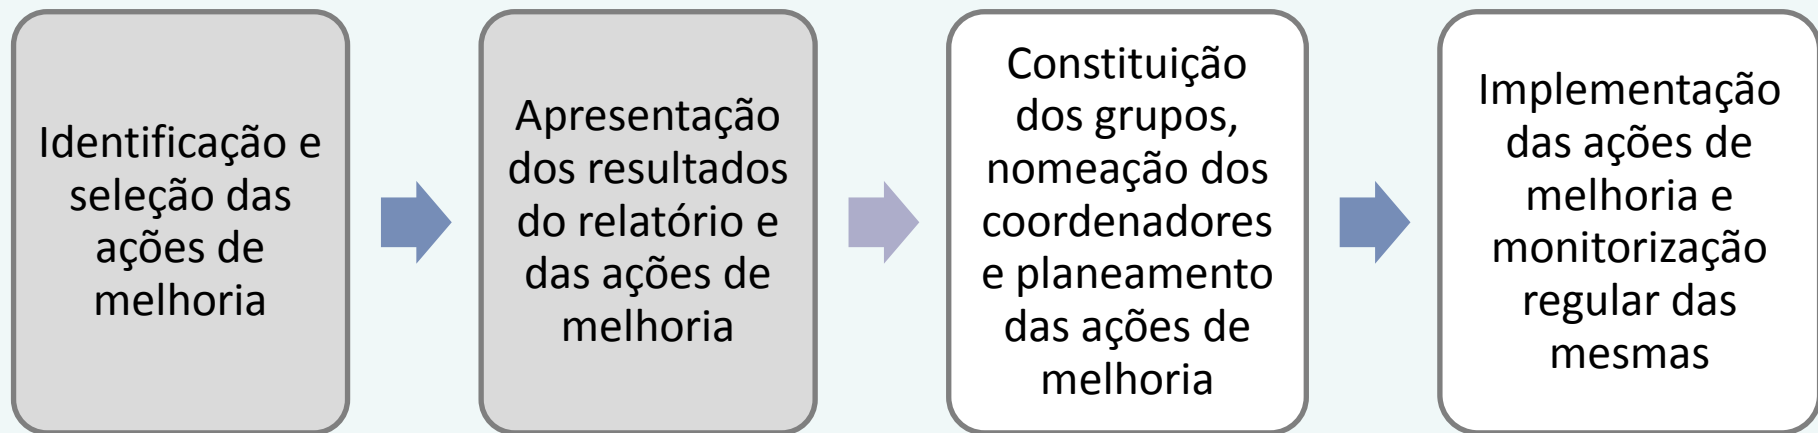 Identificação e
seleção das
ações de
melhoria
Apresentação
dos resultados
do relatório e
das ações de
melhoria
Constituição
dos grupos,
nomeação dos
coordenadores
e planeamento
das ações de
melhoria
Implementação
das ações de
melhoria e
monitorização
regular das
mesmas